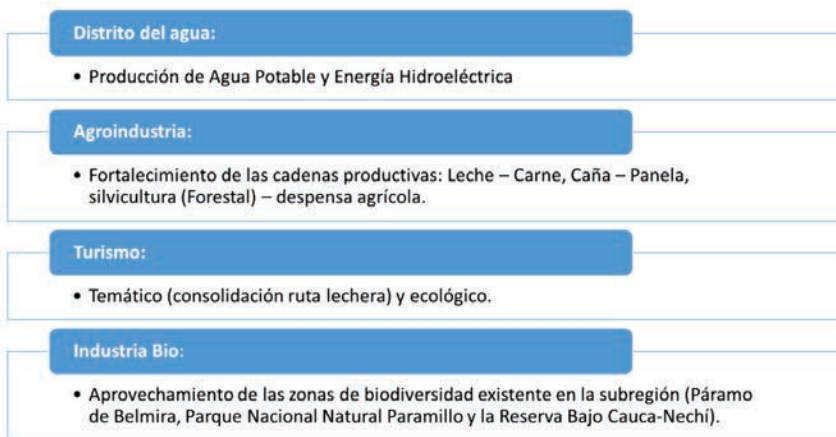 Distrito del agua:
• Producción de Agua Potable y Energía Hidroeléctrica
Agroindustria:
• Fortalecimiento de las cadenas productivas: Leche – Carne, Caña – Panela,
silvicultura (Forestal) – despensa agrícola.
Turismo:
• Temático (consolidación ruta lechera) y ecológico.
Industria Bio:
• Aprovechamiento de las zonas de biodiversidad existente en la subregión (Páramo
de Belmira, Parque Nacional Natural Paramillo y la Reserva Bajo Cauca-Nechí).